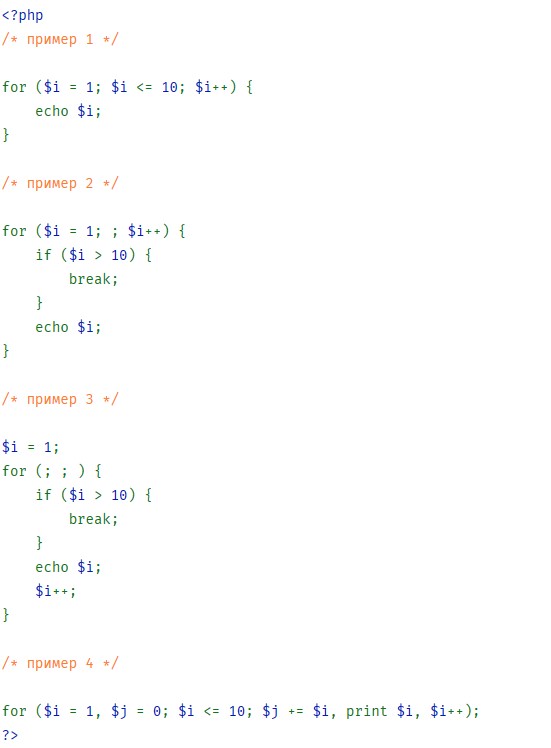 <?php
/* пример 1 */
for ($i = 1; $i <= 10; $i++) {
    echo $i;
}
/* пример 2 */
for ($i = 1; ; $i++) {
    if ($i > 10) {
        break;
    }
    echo $i;
}
/* пример 3 */
$i = 1;
for (; ; ) {
    if ($i > 10) {
        break;
    }
    echo $i;
    $i++;
}
/* пример 4 */
for ($i = 1, $j = 0; $i <= 10; $j += $i, print $i, $i++);
?>